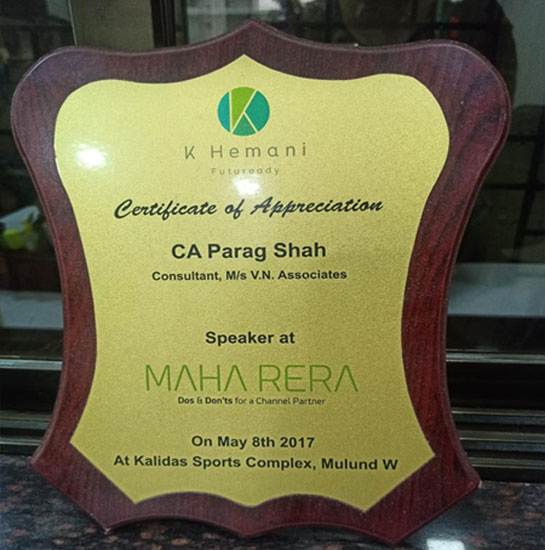 K Hemani
Futuready
Certificate of Appreciation
CA Parag Shah
Consultant, M/s V.N. Associates
Speaker at
MAHA RERA
Dos & Don'ts for a Channel Partner
On May 8th 2017
At Kalidas Sports Complex, Mulund W